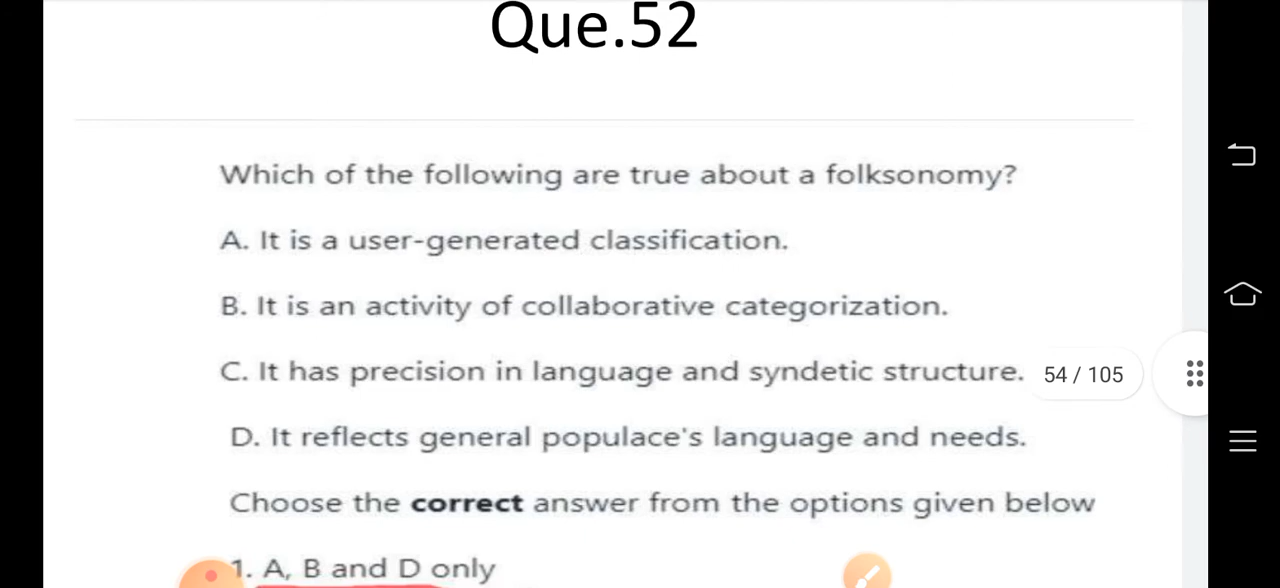 Que.52
Which of the following are true about a folksonomy?
A. It is a user-generated classification.
B. It is an activity of collaborative categorization.
C. It has precision in language and syndetic structure.
54 / 105
D. It reflects general populace's language and needs.
Choose the correct answer from the options given below
1. A, B and D only